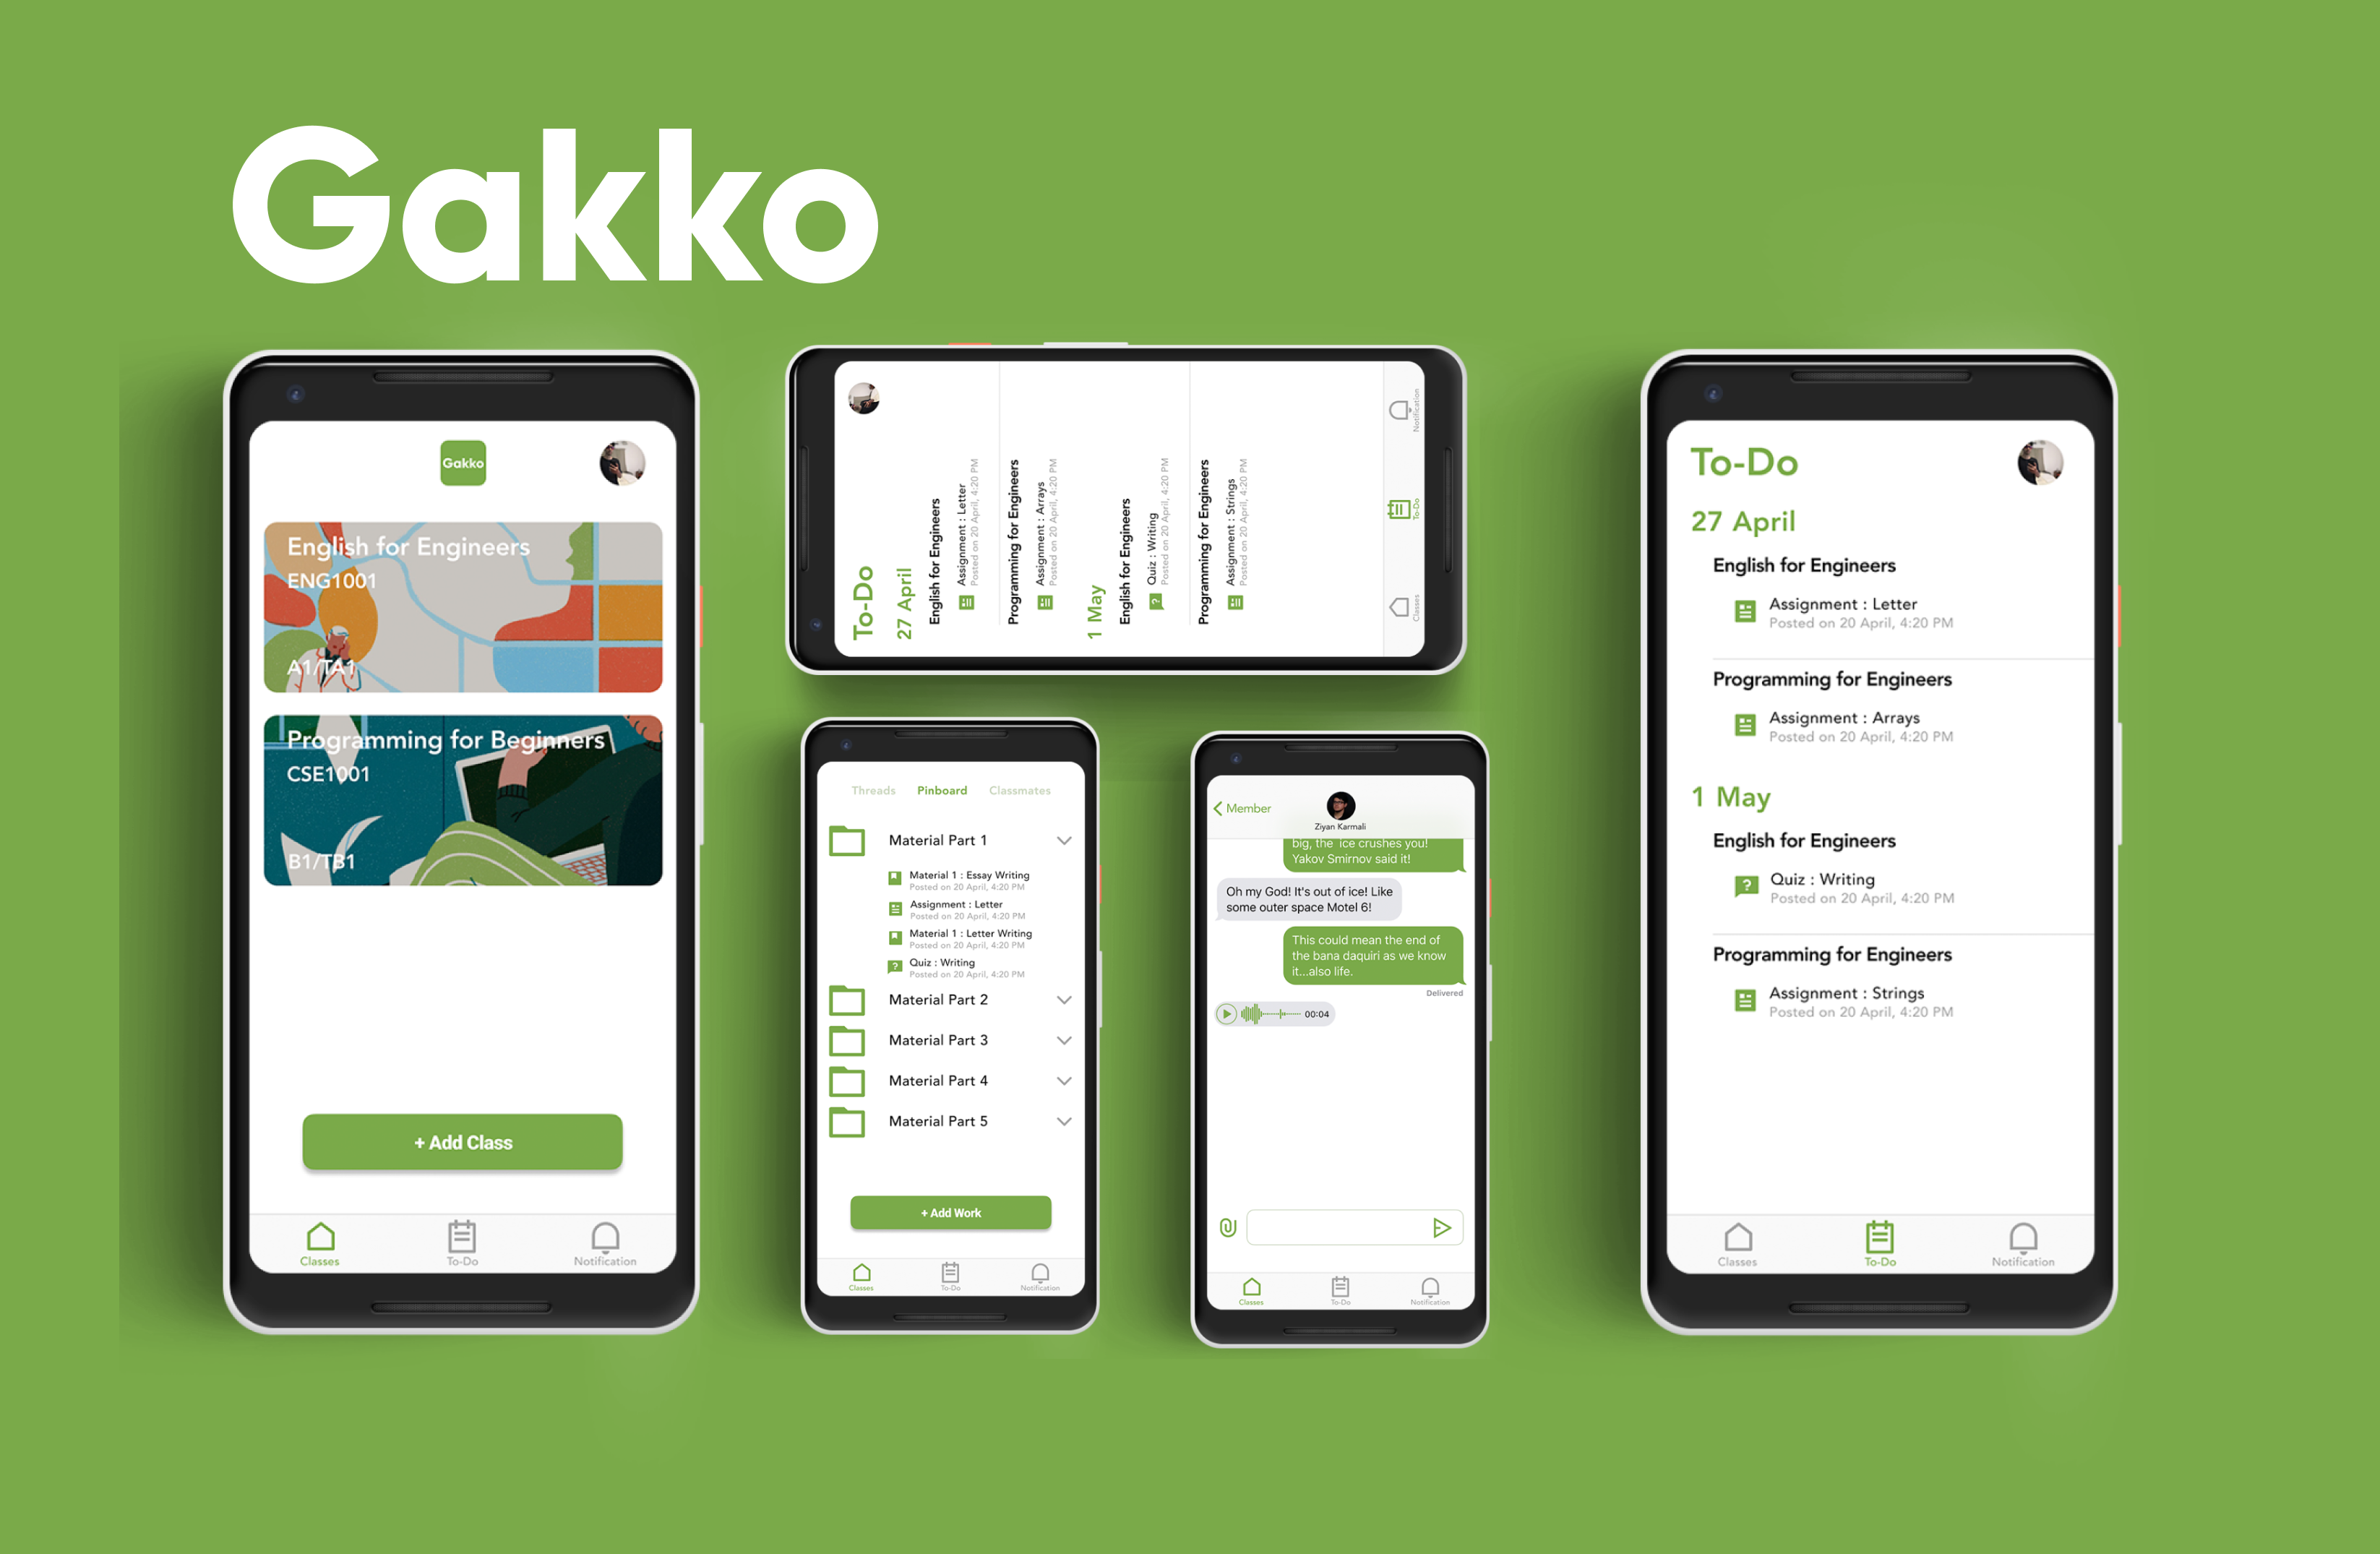 Gakko
Gakko
English for Engineers
ENG1001
A1/TA1
Programming for Beginners
CSE1001
B1/TB1
+ Add Class
Classes
To-Do
Notification
To-Do
27 April
English for Engineers
Assignment : Letter
Posted on 20 April, 4:20 PM
Programming for Engineers
Assignment : Arrays
Posted on 20 April, 4:20 PM
1 May
English for Engineers
Quiz : Writing
Posted on 20 April, 4:20 PM
Programming for Engineers
Assignment : Strings
Posted on 20 April, 4:20 PM
Classes
To-Do
Notification
Threads Pinboard Classmates
Material Part 1
Material 1 : Essay Writing
Posted on 20 April, 4:20 PM
Assignment : Letter
Posted on 20 April, 4:20 PM
Material 1 : Letter Writing
Posted on 20 April, 4:20 PM
Quiz : Writing
Posted on 20 April, 4:20 PM
Material Part 2
Material Part 3
Material Part 4
Material Part 5
+ Add Work
Classes
To-Do
Notification
Member
Ziyan Karmali
big, the ice crushes you!
Yakov Smirnov said it!
Oh my God! It's out of ice! Like
some outer space Motel 6!
This could mean the end of
the bana daquiri as we know
it...also life.
Delivered
00:04
Classes
To-Do
Notification
To-Do
27 April
English for Engineers
Assignment : Letter
Posted on 20 April, 4:20 PM
Programming for Engineers
Assignment : Arrays
Posted on 20 April, 4:20 PM
1 May
English for Engineers
Quiz : Writing
Posted on 20 April, 4:20 PM
Programming for Engineers
Assignment : Strings
Posted on 20 April, 4:20 PM
Classes
To-Do
Notification